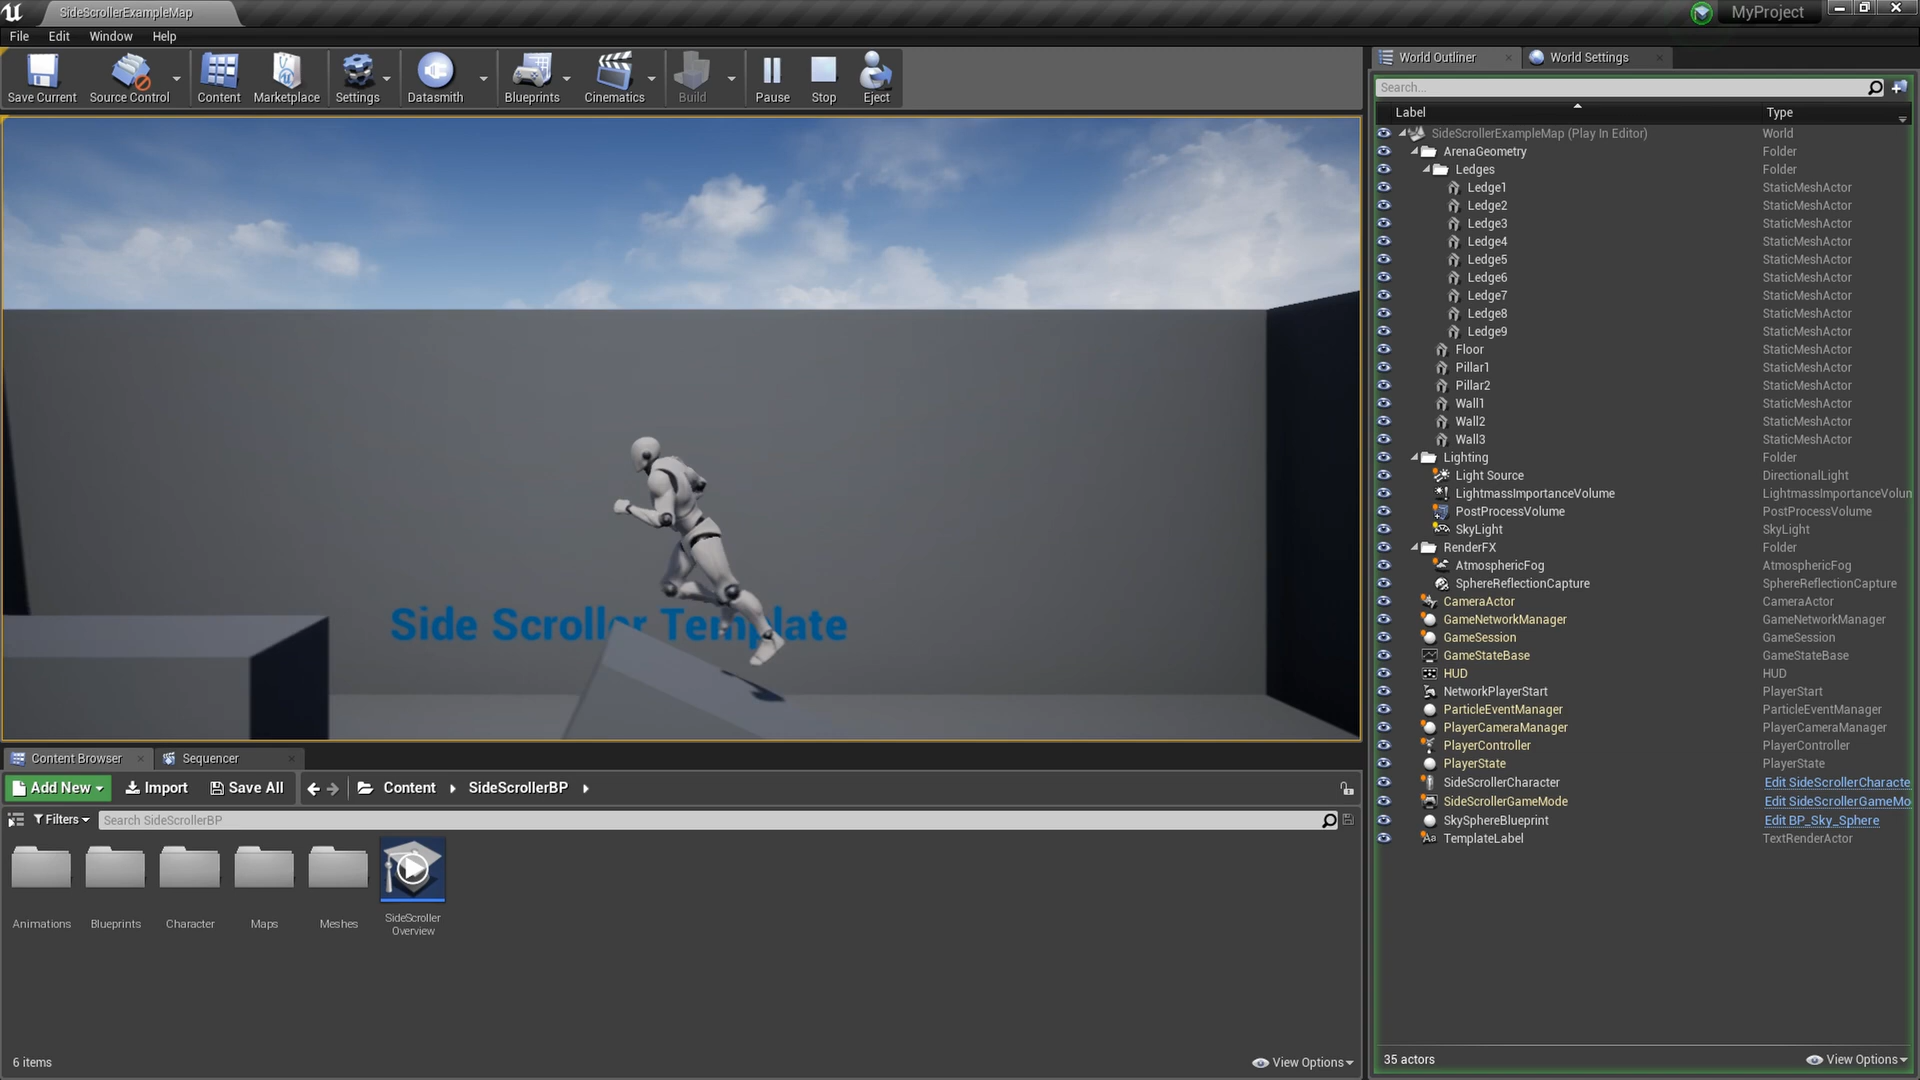 SideScrollerExampleMap
MyProject
File Edit Window Help
Save Current
Source Control
Content
Marketplace
Settings
Datasmith
Blueprints
Cinematics
Build
Pause
Stop
Eject
Side Scroller Template
Content Browser
Sequencer
Add New
Import
Save All
Content
SideScrollerBP
Filters
Search SideScrollerBP
Animations
Blueprints
Character
Maps
Meshes
SideScroller
Overview
6 items
View Options
World Outliner
World Settings
Search...
Label Type
SideScrollerExampleMap (Play In Editor) World
ArenaGeometry Folder
Ledges Folder
Ledge1 StaticMeshActor
Ledge2 StaticMeshActor
Ledge3 StaticMeshActor
Ledge4 StaticMeshActor
Ledge5 StaticMeshActor
Ledge6 StaticMeshActor
Ledge7 StaticMeshActor
Ledge8 StaticMeshActor
Ledge9 StaticMeshActor
Floor StaticMeshActor
Pillar1 StaticMeshActor
Pillar2 StaticMeshActor
Wall1 StaticMeshActor
Wall2 StaticMeshActor
Wall3 StaticMeshActor
Lighting Folder
Light Source DirectionalLight
LightmassImportanceVolume LightmassImportanceVolun
PostProcessVolume PostProcessVolume
SkyLight SkyLight
RenderFX Folder
AtmosphericFog AtmosphericFog
SphereReflectionCapture SphereReflectionCapture
CameraActor CameraActor
GameNetworkManager GameNetworkManager
GameSession GameSession
GameStateBase GameStateBase
HUD HUD
NetworkPlayerStart PlayerStart
ParticleEventManager ParticleEventManager
PlayerCameraManager PlayerCameraManager
PlayerController PlayerController
PlayerState PlayerState
SideScrollerCharacter Edit SideScrollerCharacte
SideScrollerGameMode Edit SideScrollerGameMo
SkySphereBlueprint Edit BP_Sky_Sphere
TemplateLabel TextRenderActor
35 actors
View Options